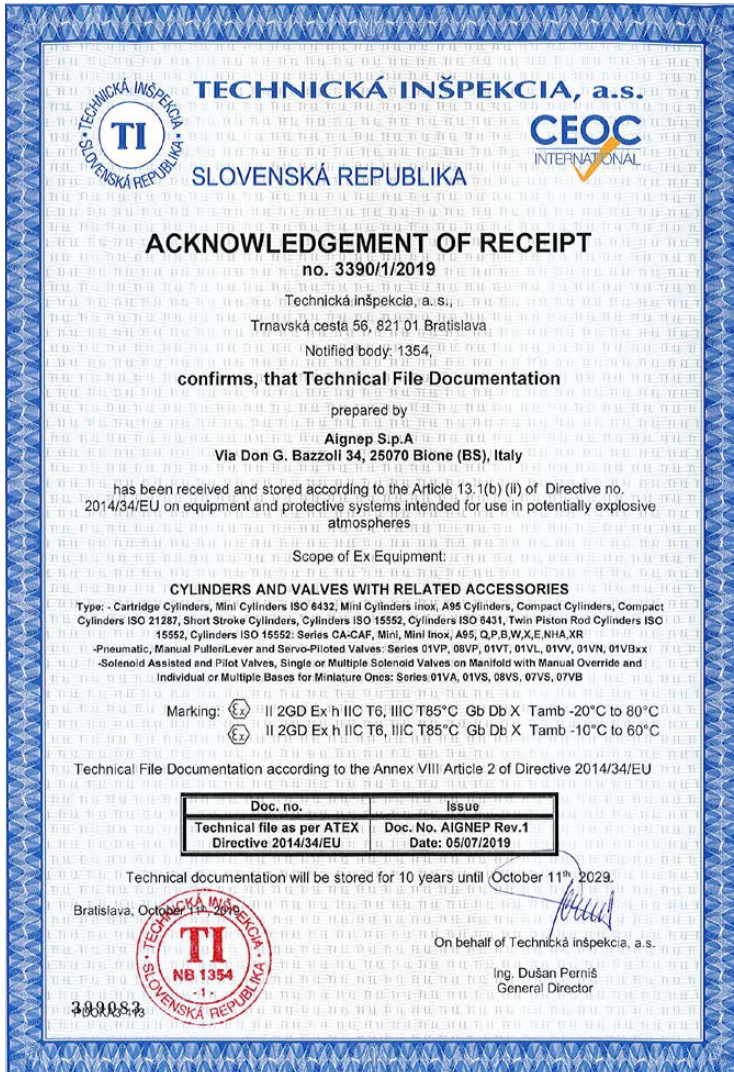 TECHNICKÁ INŠPEKCIA, a.s.
TECHNICKÁ INŠPEKCIA
TI
SLOVENSKÁ REPUBLIKA
CEOC
INTERNATIONAL
SLOVENSKÁ REPUBLIKA
ACKNOWLEDGEMENT OF RECEIPT
no. 3390/1/2019
Technická inšpekcia, a. s.,
Trnavská cesta 56, 821 01 Bratislava
Notified body: 1354,
confirms, that Technical File Documentation
prepared by
Aignep S.p.A
Via Don G. Bazzoli 34, 25070 Bione (BS), Italy
has been received and stored according to the Article 13.1(b) (ii) of Directive no.
2014/34/EU on equipment and protective systems intended for use in potentially explosive
atmospheres
Scope of Ex Equipment:
CYLINDERS AND VALVES WITH RELATED ACCESSORIES
Type: - Cartridge Cylinders, Mini Cylinders ISO 6432, Mini Cylinders inox, A95 Cylinders, Compact Cylinders, Compact
Cylinders ISO 21287, Short Stroke Cylinders, Cylinders ISO 15552, Cylinders ISO 6431, Twin Piston Rod Cylinders ISO
15552, Cylinders ISO 15552: Series CA-CAF, Mini, Mini Inox, A95, Q,P,B,W,X,E,NHA,XR
-Pneumatic, Manual Puller/Lever and Servo-Piloted Valves: Series 01VP, 08VP, 01VT, 01VL, 01VV, 01VN, 01VBxx
-Solenoid Assisted and Pilot Valves, Single or Multiple Solenoid Valves on Manifold with Manual Override and
Individual or Multiple Bases for Miniature Ones: Series 01VA, 01VS, 08VS, 07VS, 07VB
Marking: Ex II 2GD Ex h IIC T6, IIIC T85°C Gb Db X Tamb -20°C to 80°C
Ex II 2GD Ex h IIC T6, IIIC T85°C Gb Db X Tamb -10°C to 60°C
Technical File Documentation according to the Annex VIII Article 2 of Directive 2014/34/EU
Doc. no. Issue
Technical file as per ATEX Doc. No. AIGNEP Rev.1
Directive 2014/34/EU Date: 05/07/2019
Technical documentation will be stored for 10 years until October 11th, 2029.
Bratislava, October 11th, 2019
TECHNICKÁ INŠPEKCIA
TI
NB 1354
- 1 -
SLOVENSKÁ REPUBLIKA
On behalf of Technická inšpekcia, a.s.
Ing. Dušan Perniš
General Director
399083